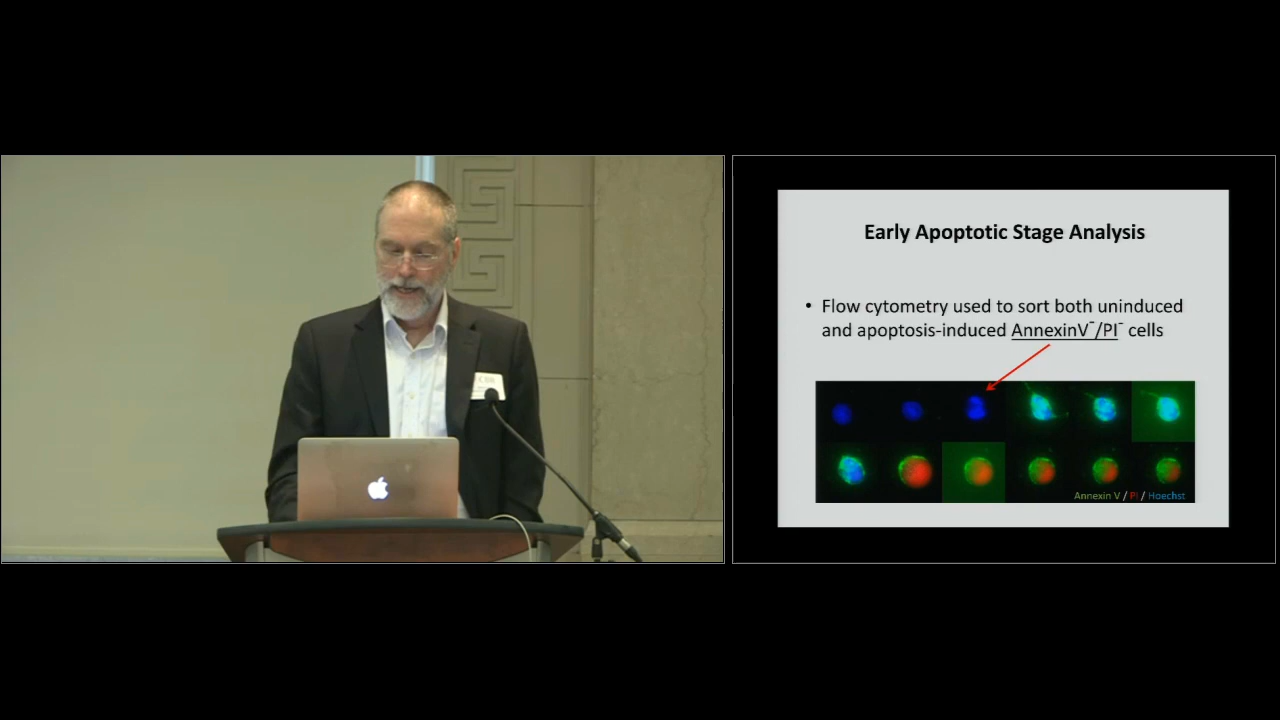 Early Apoptotic Stage Analysis
• Flow cytometry used to sort both uninduced
and apoptosis-induced AnnexinV⁻/PI⁻ cells
Annexin V / PI / Hoechst